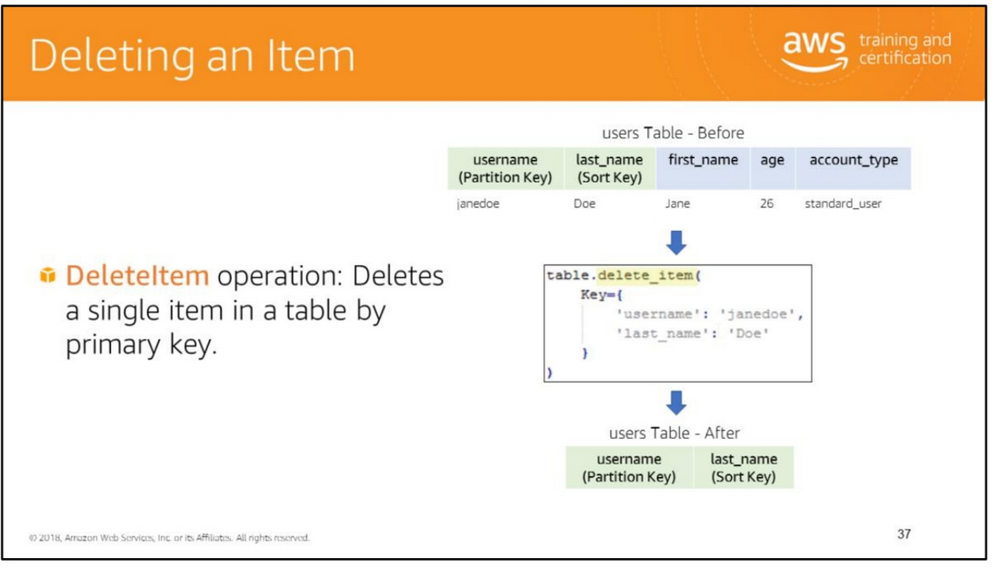 Deleting an Item
aws training and
certification
users Table - Before
username last_name first_name age account_type
(Partition Key) (Sort Key)
janedoe Doe Jane 26 standard_user
DeleteItem operation: Deletes
a single item in a table by
primary key.
table.delete_item(
Key={
'username': 'janedoe',
'last_name': 'Doe'
}
)
users Table - After
username last_name
(Partition Key) (Sort Key)
© 2018, Amazon Web Services, Inc. or its Affiliates. All rights reserved.
37